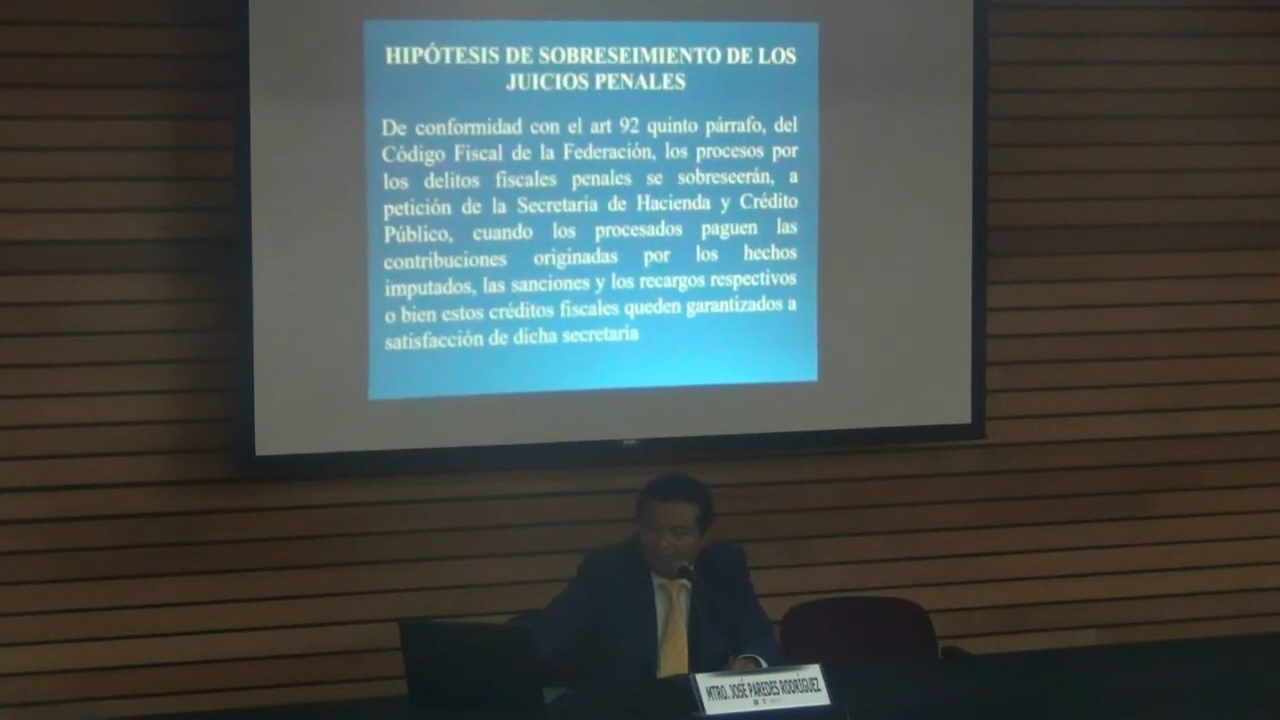 HIPÓTESIS DE SOBRESEIMIENTO DE LOS
JUICIOS PENALES
De conformidad con el art 92 quinto párrafo, del
Código Fiscal de la Federación, los procesos por
los delitos fiscales penales se sobreseerán, a
petición de la Secretaria de Hacienda y Crédito
Público, cuando los procesados paguen las
contribuciones originadas por los hechos
imputados, las sanciones y los recargos respectivos
o bien estos créditos fiscales queden garantizados a
satisfacción de dicha secretaría
MTRO. JOSÉ PAREDES RODRÍGUEZ